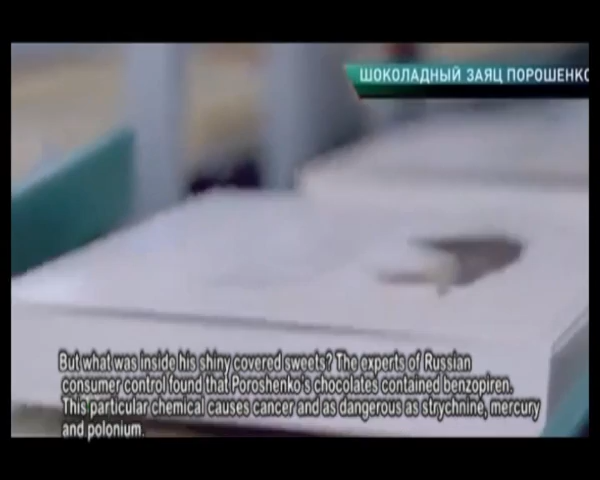 ШОКОЛАДНЫЙ ЗАЯЦ ПОРОШЕНКО
But what was inside his shiny covered sweets? The experts of Russian
consumer control found that Poroshenko's chocolates contained benzopiren.
This particular chemical causes cancer and as dangerous as strychnine, mercury
and polonium.